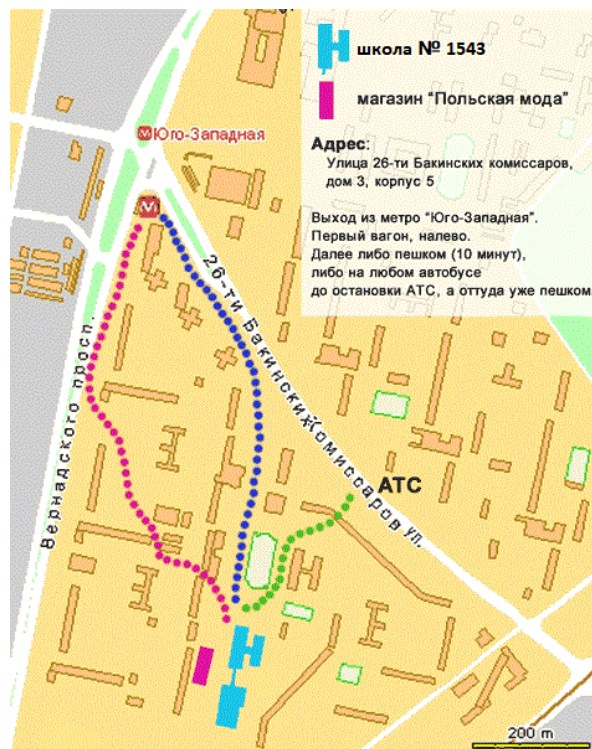 школа № 1543
магазин "Польская мода"
Юго-Западная
Адрес:
Улица 26-ти Бакинских комиссаров,
дом 3, корпус 5
Выход из метро "Юго-Западная".
Первый вагон, налево.
Далее либо пешком (10 минут),
либо на любом автобусе
до остановки АТС, а оттуда уже пешком.
26-ти Бакинских Комиссаров ул.
Вернадского просп.
АТС
200 m